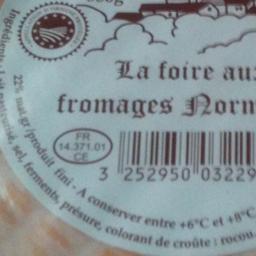 La foire aux
fromages Norm
FR
14.371.01
CE
3 252950 03229
Ingrédients: Lait pasteurisé, sel, ferments, présure, colorant de croûte : rocou.
22% mat.gr/produit fini - A conserver entre +6°C et +8°C